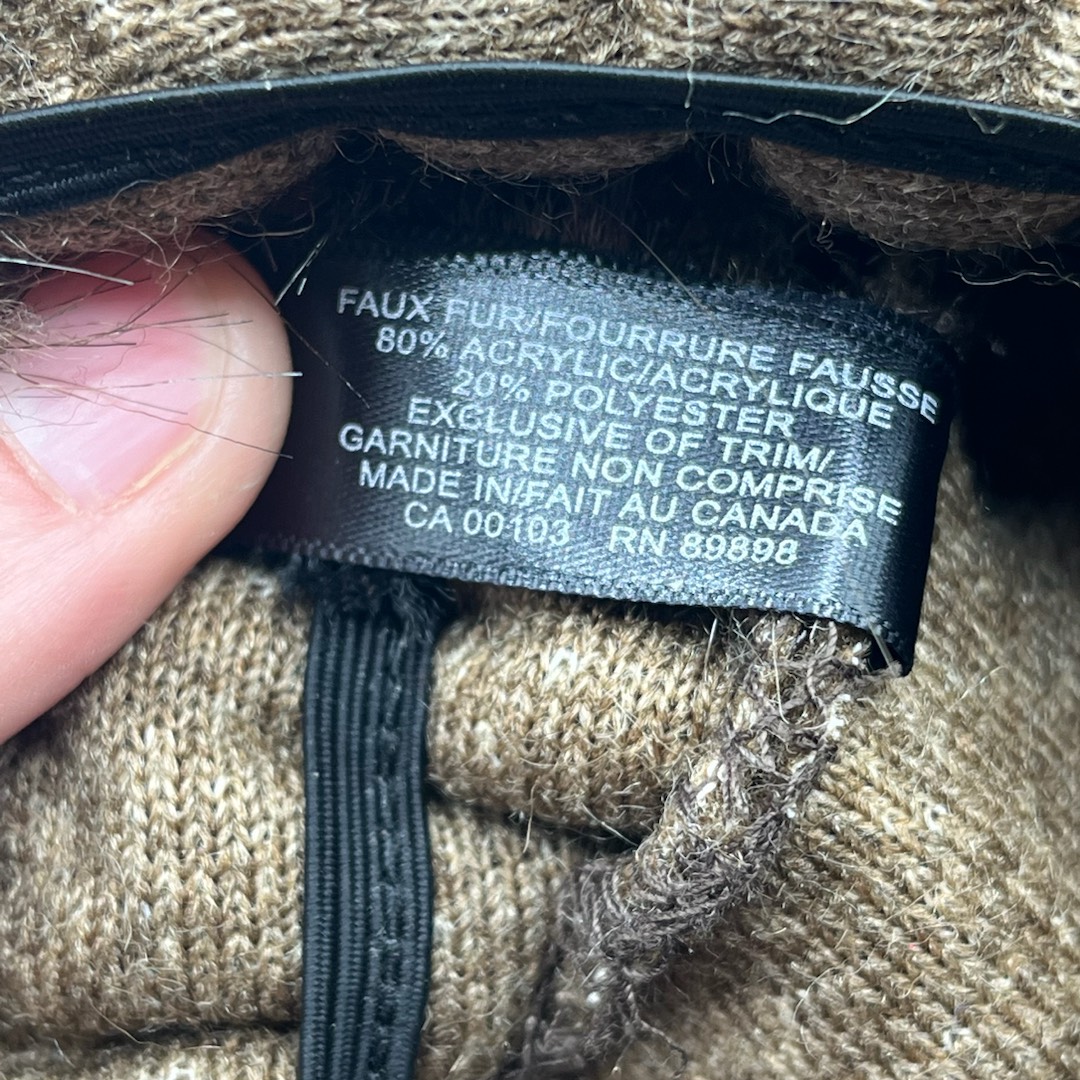 FAUX FUR/FOURRURE FAUSSE
80% ACRYLIC/ACRYLIQUE
20% POLYESTER
EXCLUSIVE OF TRIM/
GARNITURE NON COMPRISE
MADE IN/FAIT AU CANADA
CA 00103 RN 89898